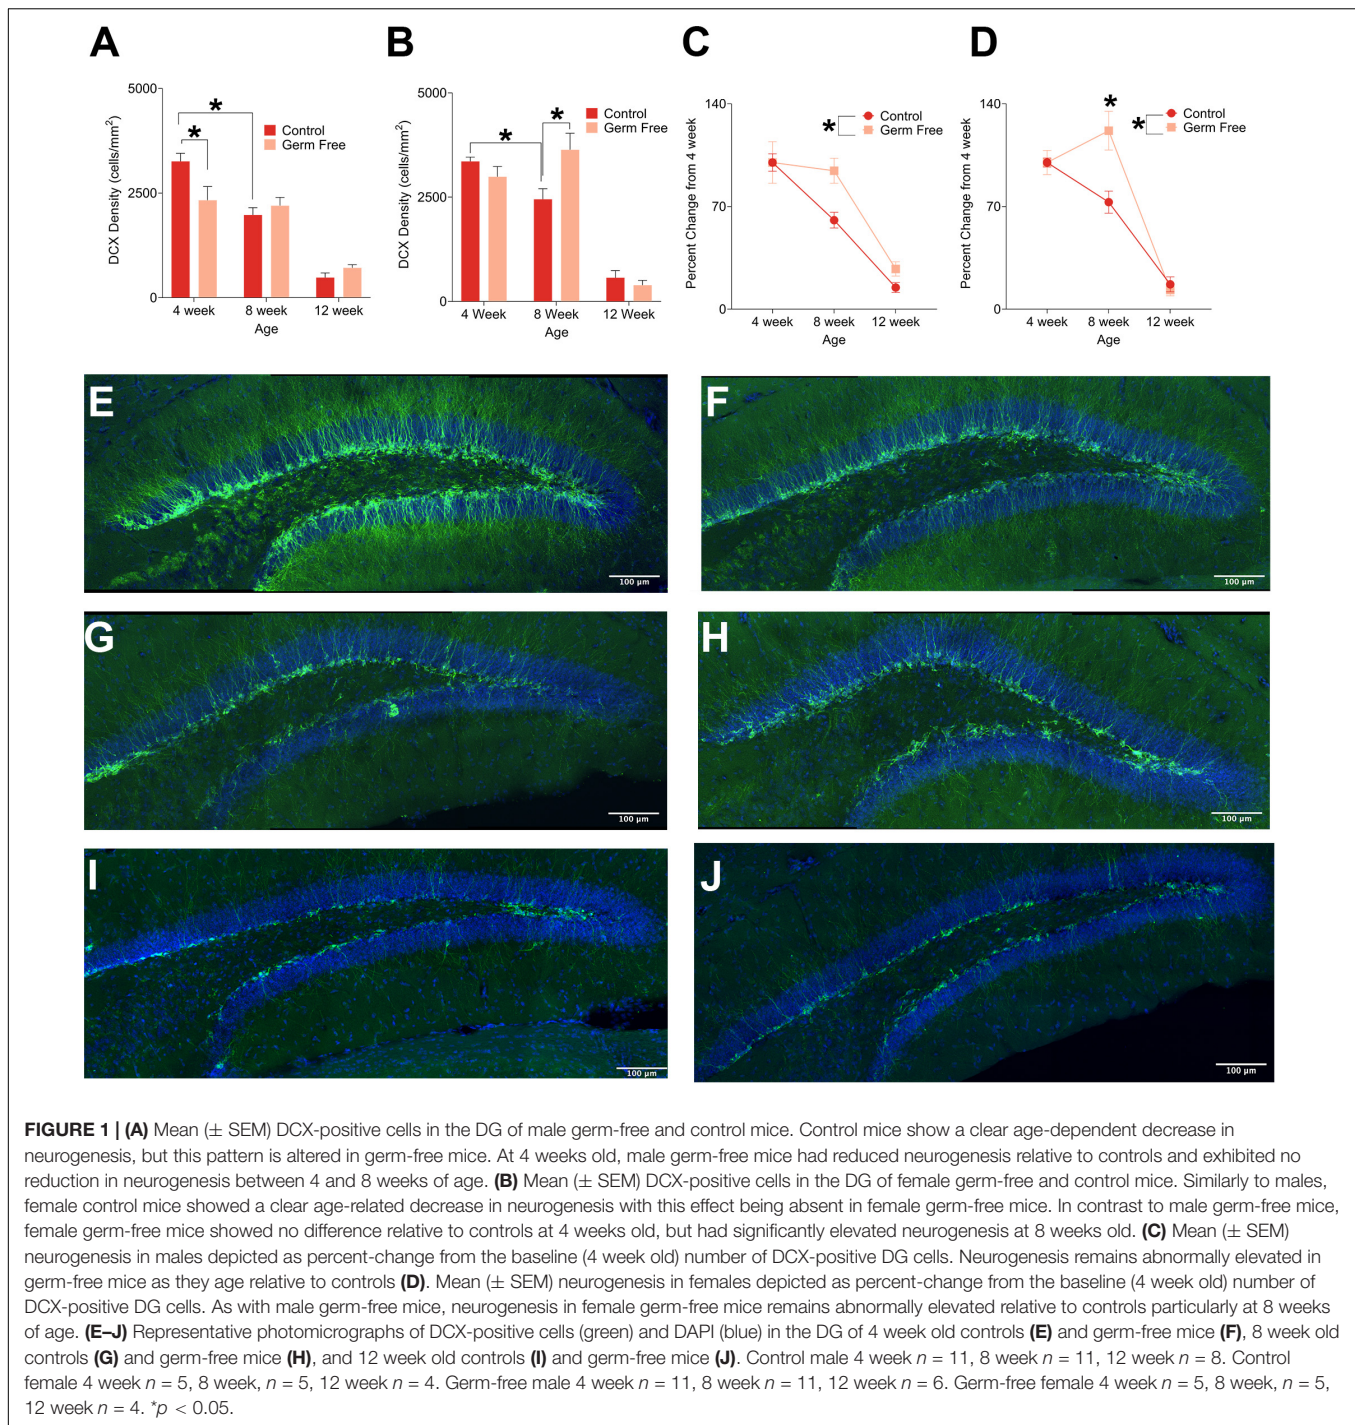 A
B
C
D
5000
2500
0
DCX Density (cells/mm²)
*
*
Control
Germ Free
4 week
8 week
12 week
Age
5000
2500
0
DCX Density (cells/mm²)
*
*
Control
Germ Free
4 Week
8 Week
12 Week
Age
140
70
0
Percent Change from 4 week
*
Control
Germ Free
4 week
8 week
12 week
Age
140
70
0
Percent Change from 4 week
*
*
Control
Germ Free
4 week
8 week
12 week
Age
E
100 µm
F
100 µm
G
100 µm
H
100 µm
I
100 µm
J
100 µm
FIGURE 1 | (A) Mean (± SEM) DCX-positive cells in the DG of male germ-free and control mice. Control mice show a clear age-dependent decrease in
neurogenesis, but this pattern is altered in germ-free mice. At 4 weeks old, male germ-free mice had reduced neurogenesis relative to controls and exhibited no
reduction in neurogenesis between 4 and 8 weeks of age. (B) Mean (± SEM) DCX-positive cells in the DG of female germ-free and control mice. Similarly to males,
female control mice showed a clear age-related decrease in neurogenesis with this effect being absent in female germ-free mice. In contrast to male germ-free mice,
female germ-free mice showed no difference relative to controls at 4 weeks old, but had significantly elevated neurogenesis at 8 weeks old. (C) Mean (± SEM)
neurogenesis in males depicted as percent-change from the baseline (4 week old) number of DCX-positive DG cells. Neurogenesis remains abnormally elevated in
germ-free mice as they age relative to controls (D). Mean (± SEM) neurogenesis in females depicted as percent-change from the baseline (4 week old) number of
DCX-positive DG cells. As with male germ-free mice, neurogenesis in female germ-free mice remains abnormally elevated relative to controls particularly at 8 weeks
of age. (E–J) Representative photomicrographs of DCX-positive cells (green) and DAPI (blue) in the DG of 4 week old controls (E) and germ-free mice (F), 8 week old
controls (G) and germ-free mice (H), and 12 week old controls (I) and germ-free mice (J). Control male 4 week n = 11, 8 week n = 11, 12 week n = 8. Control
female 4 week n = 5, 8 week, n = 5, 12 week n = 4. Germ-free male 4 week n = 11, 8 week n = 11, 12 week n = 6. Germ-free female 4 week n = 5, 8 week, n = 5,
12 week n = 4. *p < 0.05.